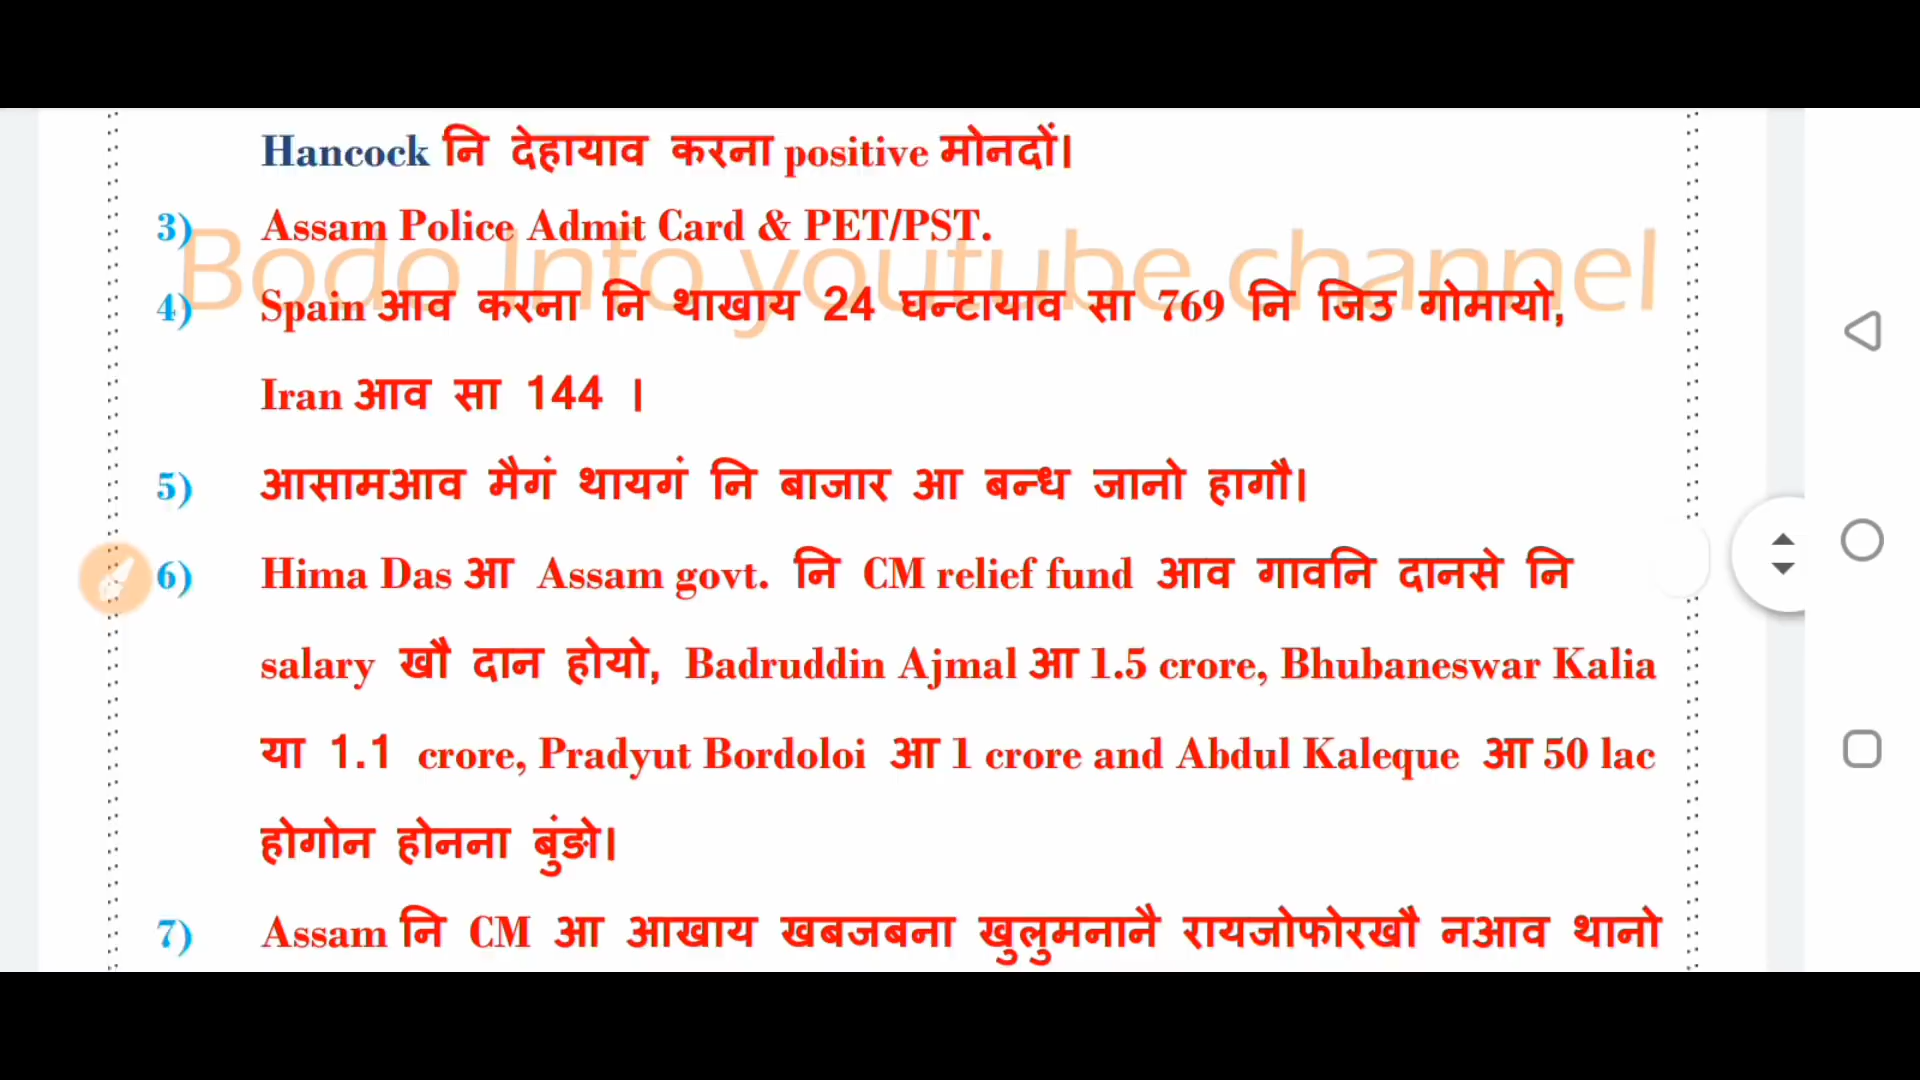 Hancock नि देहायाव करना positive मोनदों।
3) Assam Police Admit Card & PET/PST.
Bodo Info youtube channel
4) Spain आव करना नि थाखाय 24 घन्टायाव सा 769 नि जिउ गोमायो,
Iran आव सा 144 ।
5) आसामआव मैगं थायगं नि बाजार आ बन्ध जानो हागौ।
6) Hima Das आ Assam govt. नि CM relief fund आव गावनि दानसे नि
salary खौ दान होयो, Badruddin Ajmal आ 1.5 crore, Bhubaneswar Kalia
या 1.1 crore, Pradyut Bordoloi आ 1 crore and Abdul Kaleque आ 50 lac
होगोन होनना बुंङो।
7) Assam नि CM आ आखाय खबजबना खुलुमनानै रायजोफोरखौ नआव थानो